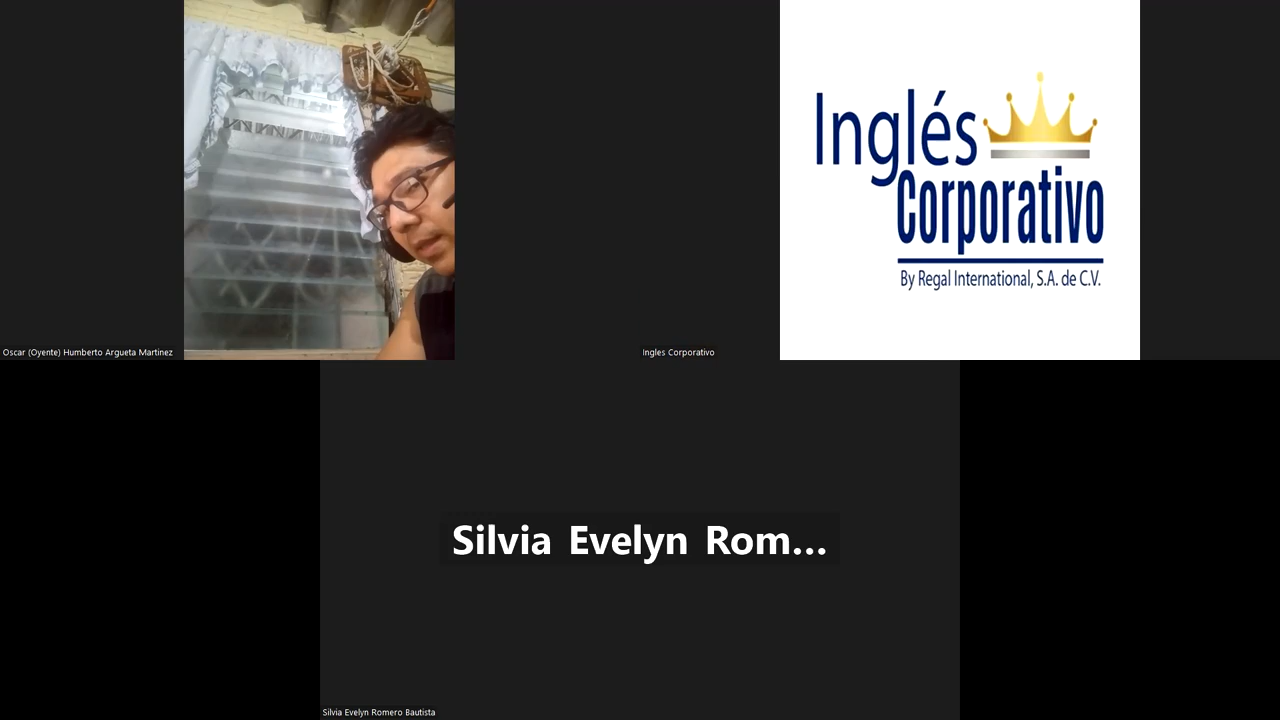 Inglés
Corporativo
By Regal International, S.A. de C.V.
Oscar (Oyente) Humberto Argueta Martinez
Ingles Corporativo
Silvia Evelyn Rom...
Silvia Evelyn Romero Bautista